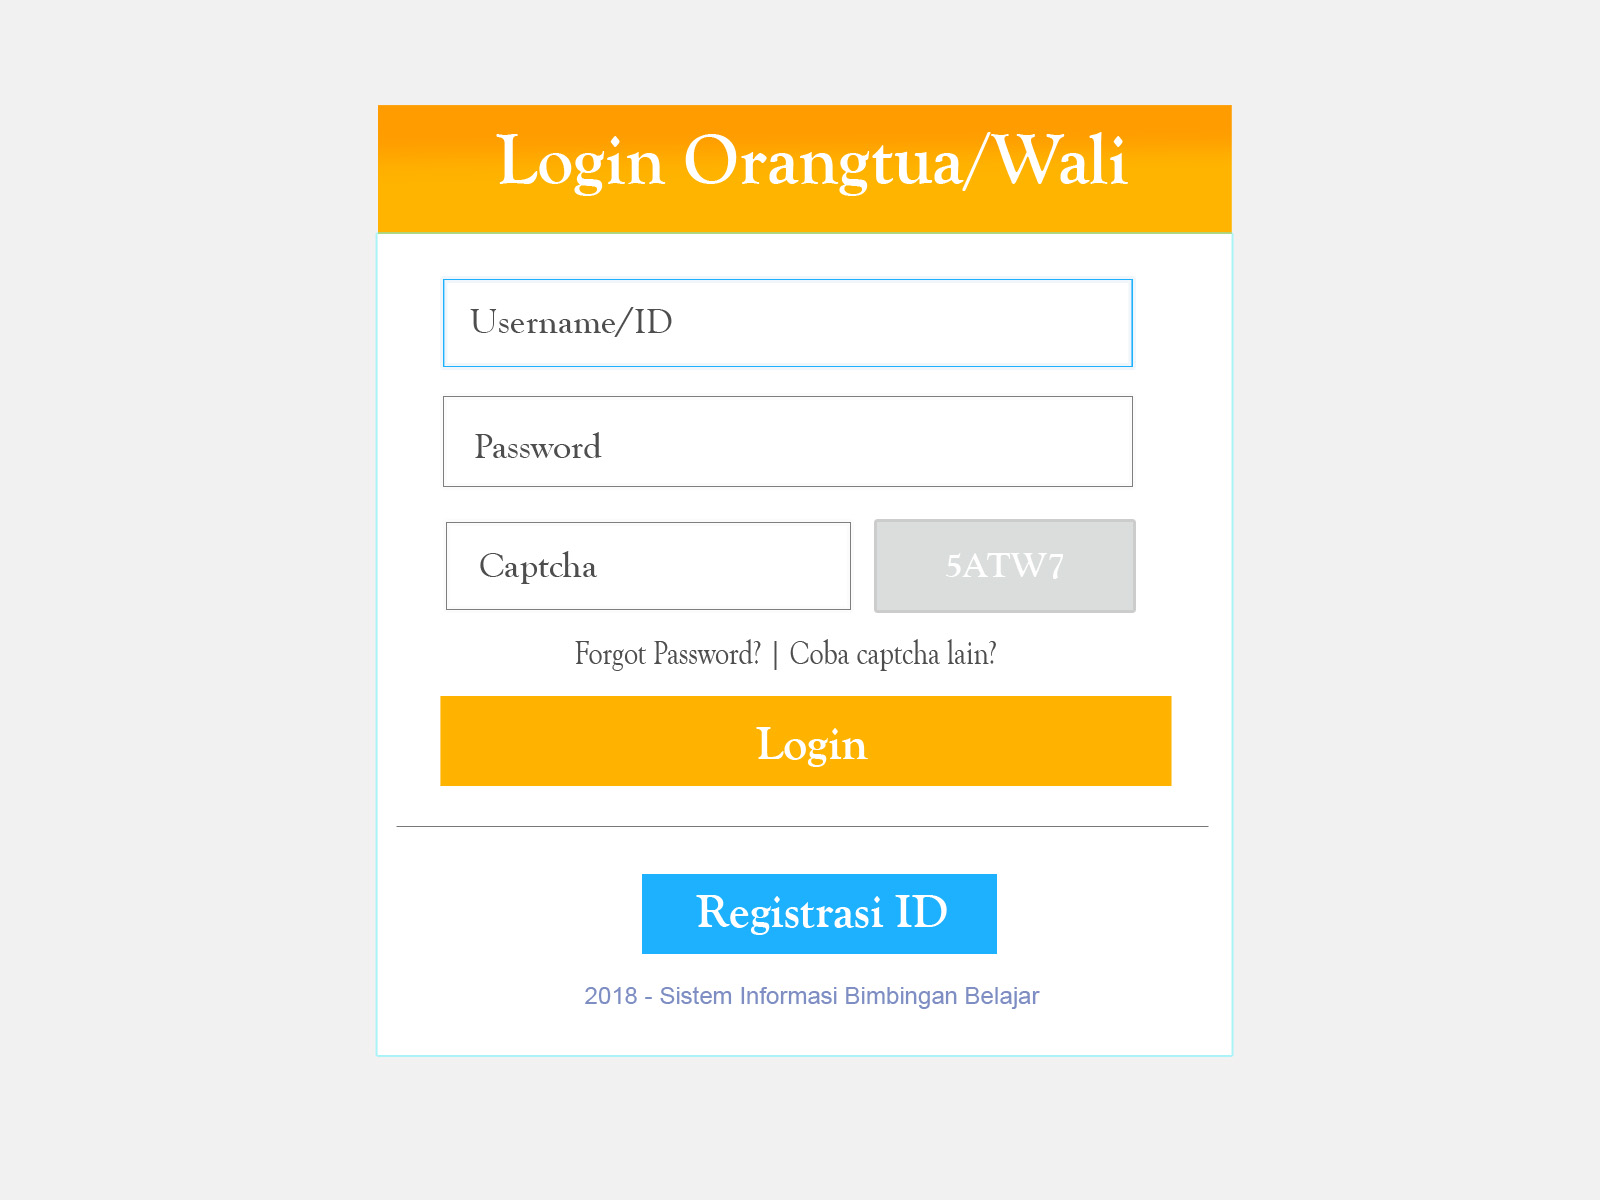 Login Orangtua/Wali
Username/ID
Password
Captcha
5ATW7
Forgot Password? | Coba captcha lain?
Login
Registrasi ID
2018 - Sistem Informasi Bimbingan Belajar